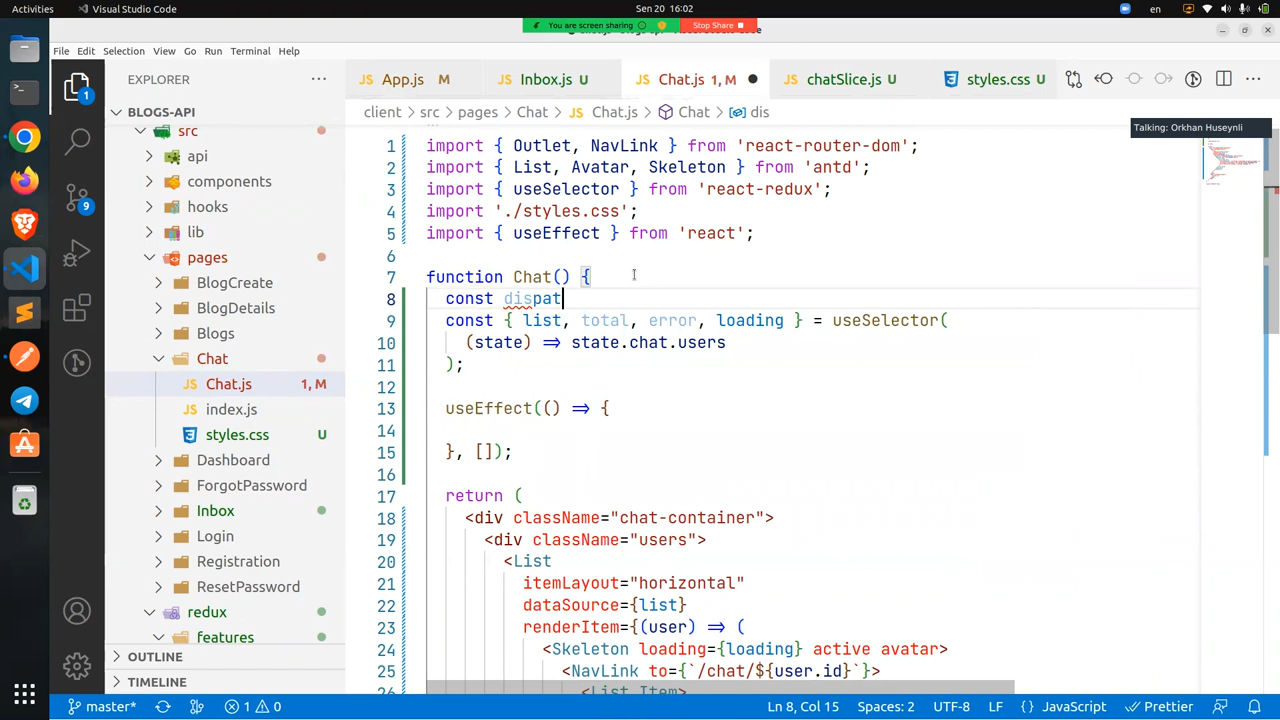 Activities
Visual Studio Code
Sen 20 16:02
en
You are screen sharing
Stop Share
File Edit Selection View Go Run Terminal Help
EXPLORER
App.js M
Inbox.js U
Chat.js 1, M
chatSlice.js U
styles.css U
BLOGS-API
client > src > pages > Chat > JS Chat.js > Chat > dis
Talking: Orkhan Huseynli
src
api
components
hooks
lib
pages
BlogCreate
BlogDetails
Blogs
Chat
JS Chat.js 1, M
JS index.js
styles.css U
Dashboard
ForgotPassword
Inbox
Login
Registration
ResetPassword
redux
features
OUTLINE
TIMELINE
1
9
1 import { Outlet, NavLink } from 'react-router-dom';
2 import { List, Avatar, Skeleton } from 'antd';
3 import { useSelector } from 'react-redux';
4 import './styles.css';
5 import { useEffect } from 'react';
6
7 function Chat() {
8 const dispat
9 const { list, total, error, loading } = useSelector(
10 (state) => state.chat.users
11 );
12
13 useEffect(() => {
14
15 }, []);
16
17 return (
18 <div className="chat-container">
19 <div className="users">
20 <List
21 itemLayout="horizontal"
22 dataSource={list}
23 renderItem={(user) => (
24 <Skeleton loading={loading} active avatar>
25 <NavLink to={`/chat/${user.id}`}>
26 <List.Item>
master* 1 0
Ln 8, Col 15 Spaces: 2 UTF-8 LF {} JavaScript Prettier